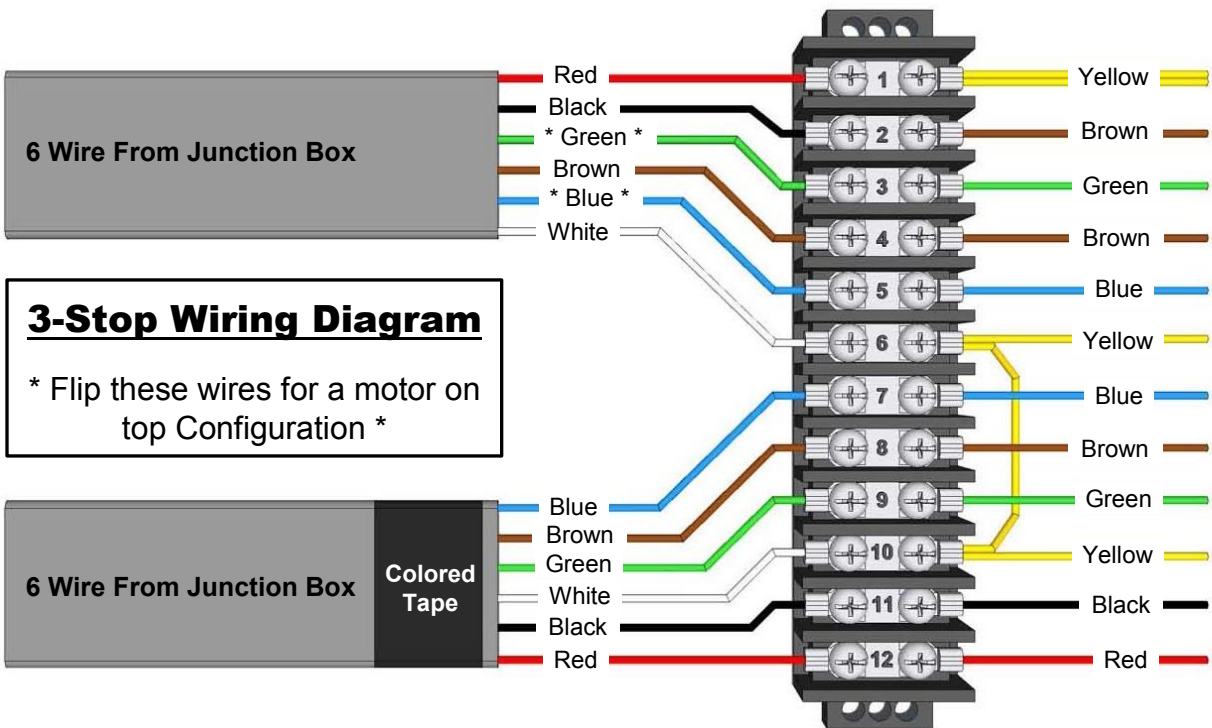 Red 1 Yellow
Black 2 Brown
* Green * 3 Green
6 Wire From Junction Box
Brown 4 Brown
* Blue * 5 Blue
White 6 Yellow
3-Stop Wiring Diagram
* Flip these wires for a motor on
top Configuration *
Blue 7 Blue
Brown 8 Brown
Green 9 Green
6 Wire From Junction Box
Colored
Tape
White 10 Yellow
Black 11 Black
Red 12 Red